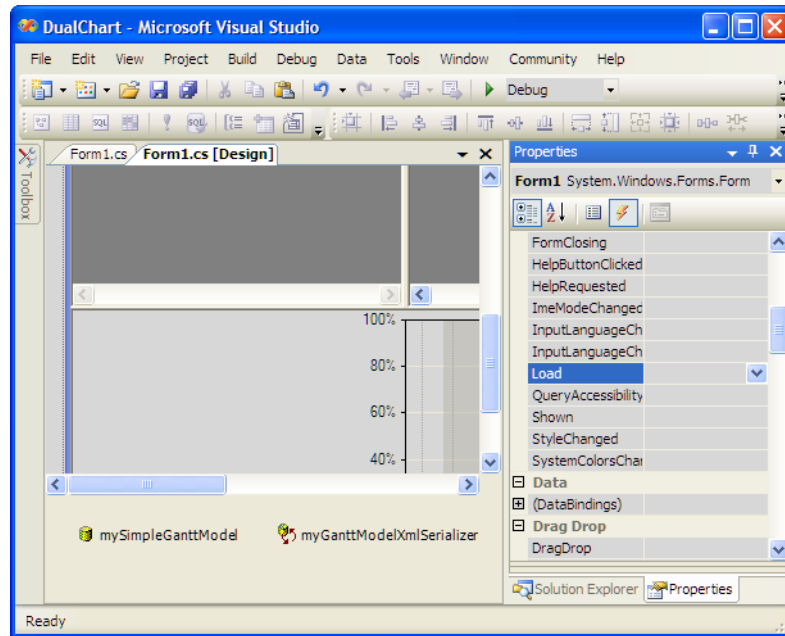 DualChart - Microsoft Visual Studio
File Edit View Project Build Debug Data Tools Window Community Help
Debug
SQL SQL
Toolbox
Form1.cs Form1.cs [Design]
100%
80%
60%
40%
mySimpleGanttModel myGanttModelXmlSerializer
Properties
Form1 System.Windows.Forms.Form
FormClosing
HelpButtonClicked
HelpRequested
ImeModeChanged
InputLanguageCh
InputLanguageCh
Load
QueryAccessibility
Shown
StyleChanged
SystemColorsChar
Data
(DataBindings)
Drag Drop
DragDrop
Solution Explorer Properties
Ready